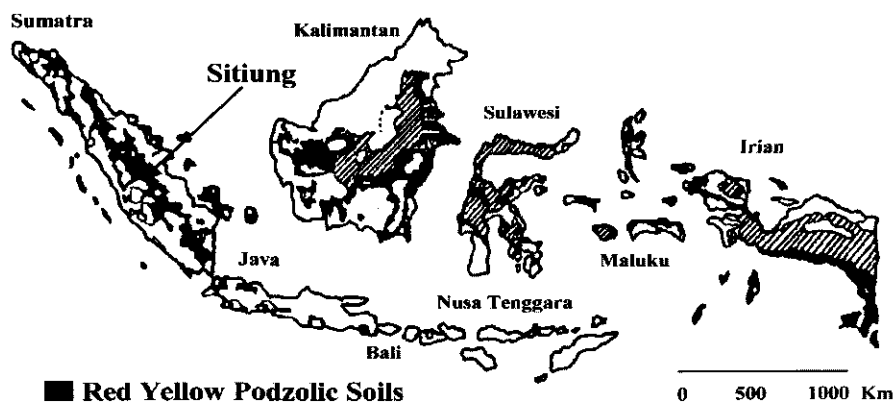 Sumatra
Kalimantan
Sitiung
Sulawesi
Irian
Java
Maluku
Nusa Tenggara
Bali
Red Yellow Podzolic Soils
0 500 1000 Km